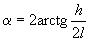 α = 2arctg h/2l